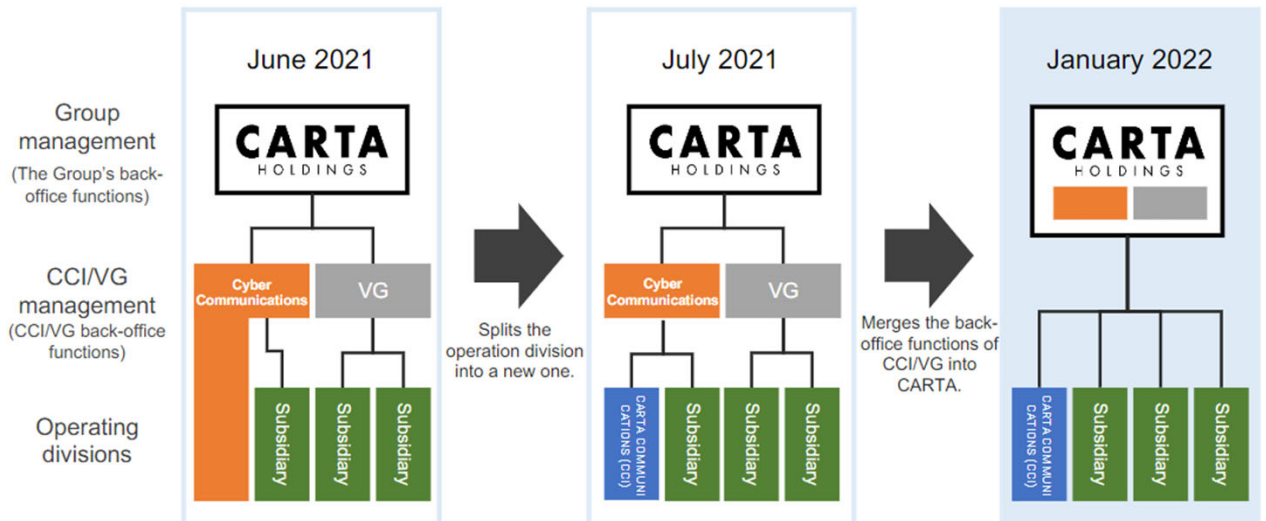 June 2021
July 2021
January 2022
Group
management
(The Group's back-
office functions)
CARTA
HOLDINGS
CARTA
HOLDINGS
CARTA
HOLDINGS
CCI/VG
management
(CCI/VG back-office
functions)
Cyber
Communications
VG
Splits the
operation division
into a new one.
Cyber
Communications
VG
Merges the back-
office functions of
CCI/VG into
CARTA.
Operating
divisions
Subsidiary
Subsidiary
Subsidiary
CARTA COMMUNI
CATIONS (CCI)
Subsidiary
Subsidiary
Subsidiary
CARTA COMMUNI
CATIONS (CCI)
Subsidiary
Subsidiary
Subsidiary